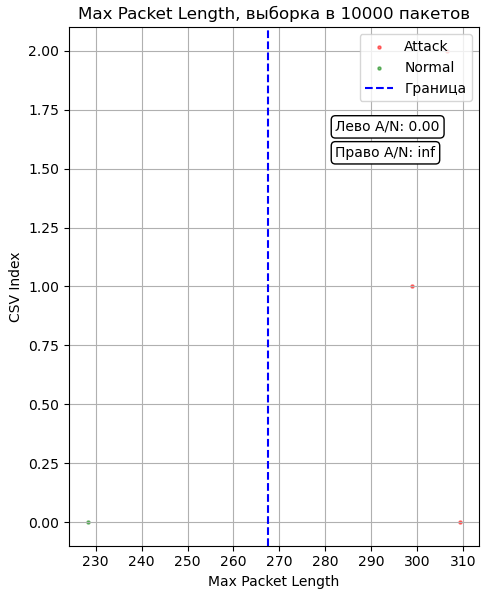 Max Packet Length, выборка в 10000 пакетов
Attack
Normal
Граница
Лево A/N: 0.00
Право A/N: inf
2.00
1.75
1.50
1.25
1.00
0.75
0.50
0.25
0.00
CSV Index
230 240 250 260 270 280 290 300 310
Max Packet Length